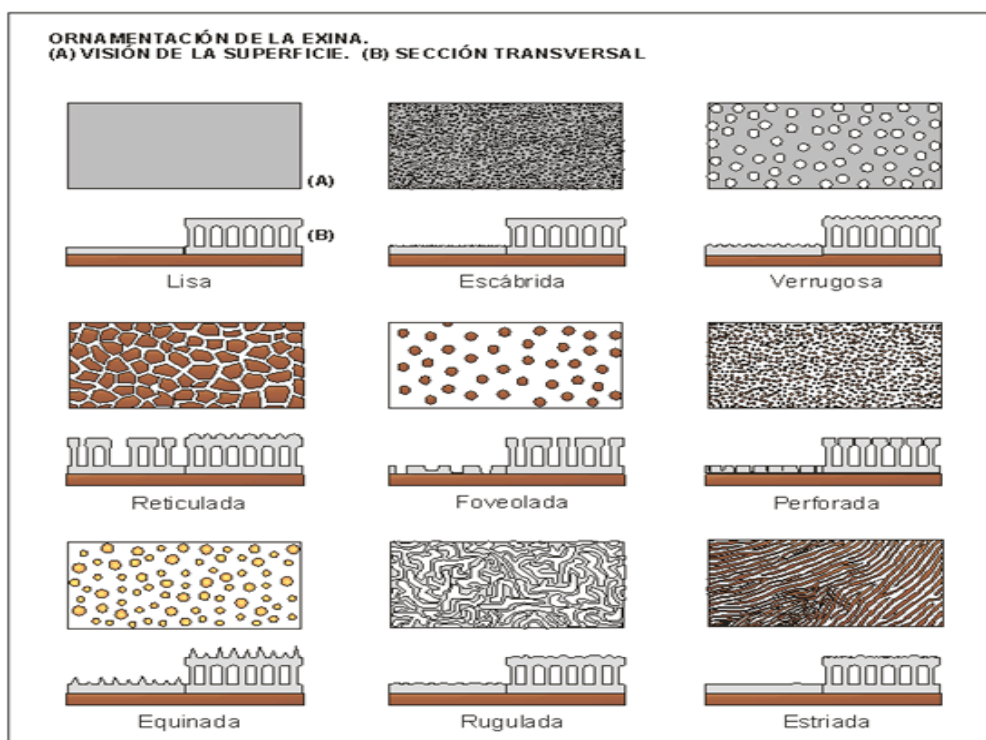 ORNAMENTACIÓN DE LA EXINA.
(A) VISIÓN DE LA SUPERFICIE. (B) SECCIÓN TRANSVERSAL
(A)
(B)
Lisa
Escábrida
Verrugosa
Reticulada
Foveolada
Perforada
Equinada
Rugulada
Estriada